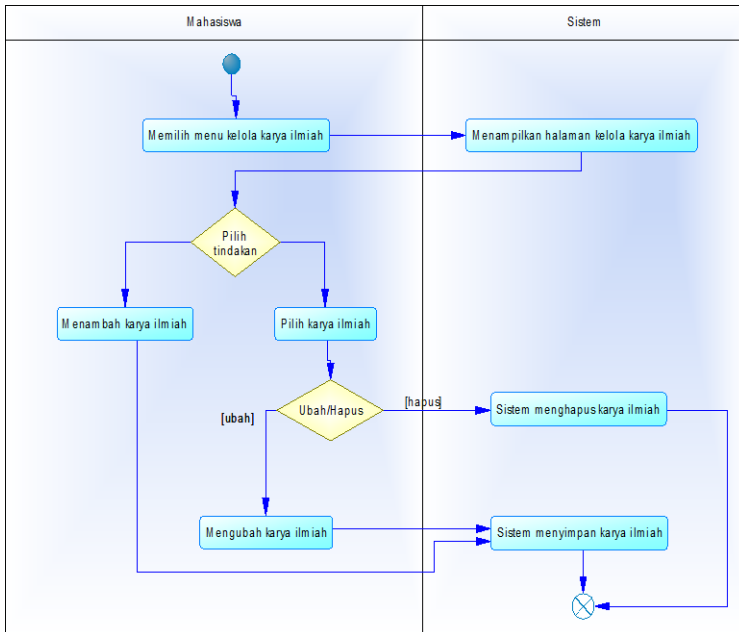 Mahasiswa
Sistem
Memilih menu kelola karya ilmiah
Menampilkan halaman kelola karya ilmiah
Pilih
tindakan
Menambah karya ilmiah
Pilih karya ilmiah
Ubah/Hapus
[hapus]
Sistem menghapus karya ilmiah
[ubah]
Mengubah karya ilmiah
Sistem menyimpan karya ilmiah